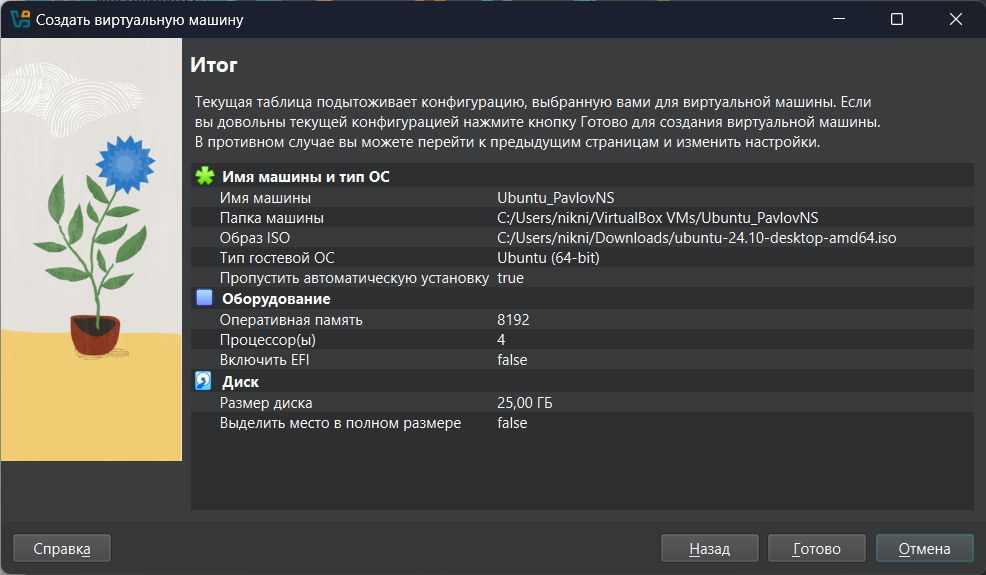 Создать виртуальную машину
Итог
Текущая таблица подытоживает конфигурацию, выбранную вами для виртуальной машины. Если
вы довольны текущей конфигурацией нажмите кнопку Готово для создания виртуальной машины.
В противном случае вы можете перейти к предыдущим страницам и изменить настройки.
Имя машины и тип ОС
Имя машины Ubuntu_PavlovNS
Папка машины C:/Users/nikni/VirtualBox VMs/Ubuntu_PavlovNS
Образ ISO C:/Users/nikni/Downloads/ubuntu-24.10-desktop-amd64.iso
Тип гостевой ОС Ubuntu (64-bit)
Пропустить автоматическую установку true
Оборудование
Оперативная память 8192
Процессор(ы) 4
Включить EFI false
Диск
Размер диска 25,00 ГБ
Выделить место в полном размере false
Справка Назад Готово Отмена